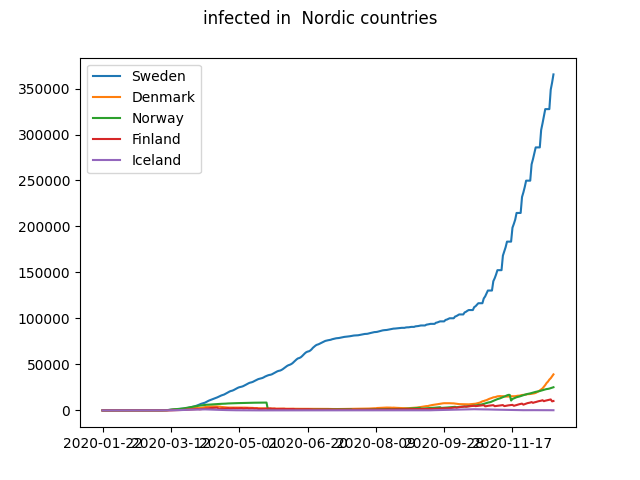 infected in  Nordic countries
Sweden
Denmark
Norway
Finland
Iceland
350000
300000
250000
200000
150000
100000
50000
0
2020-01-22 2020-03-12 2020-05-01 2020-06-20 2020-08-09 2020-09-28 2020-11-17